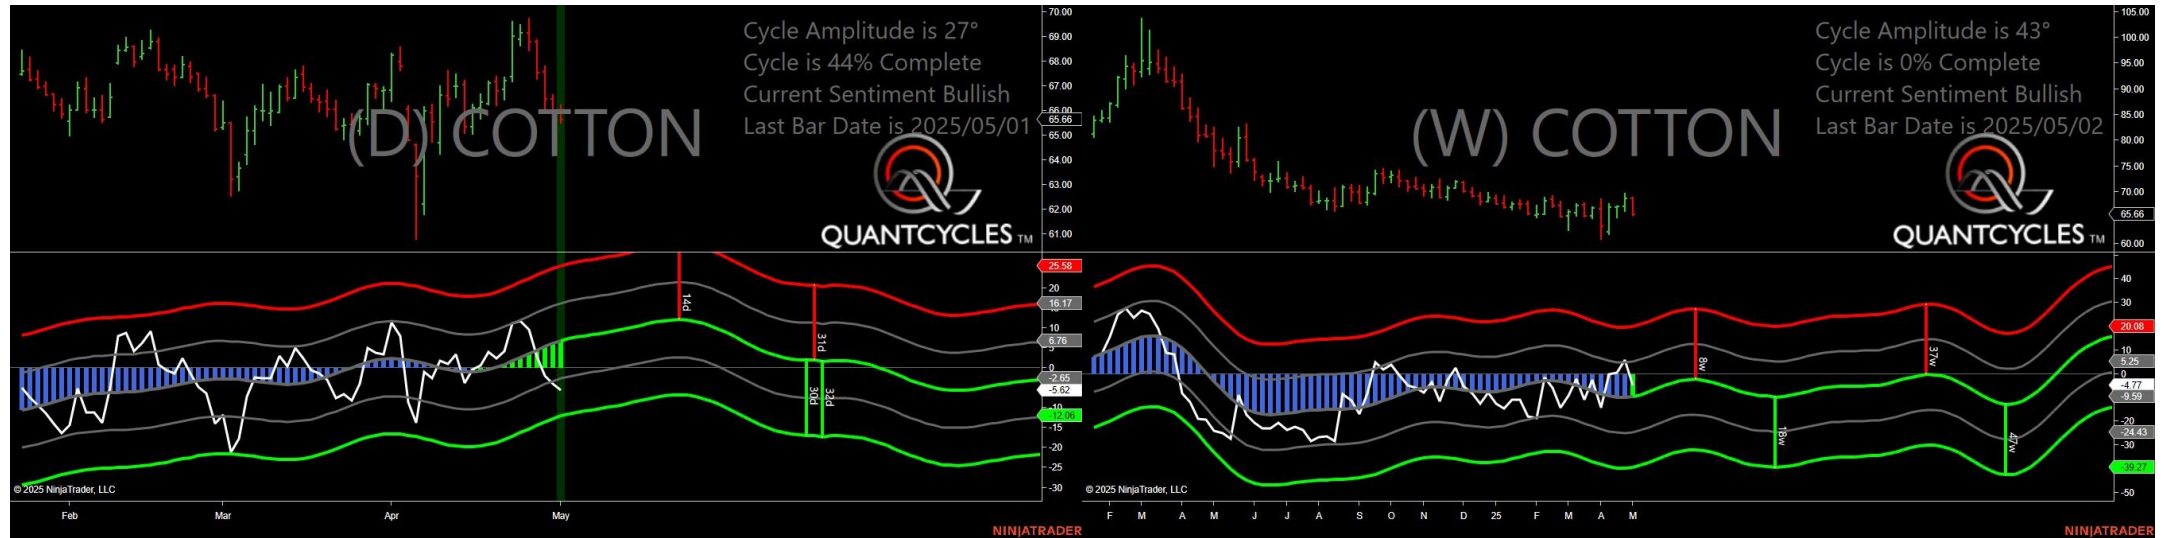 Cycle Amplitude is 27°
Cycle is 44% Complete
Current Sentiment Bullish
Last Bar Date is 2025/05/01
(D) COTTON
QUANTCYCLES TM
70.00
69.00
68.00
67.00
66.00
65.66
65.00
64.00
63.00
62.00
61.00
25.58
20
16.17
10
6.76
0
-2.65
-5.62
-12.06
-15
-20
-25
-30
14d
31d
30d
32d
© 2025 NinjaTrader, LLC
Feb
Mar
Apr
May
NINJATRADER
Cycle Amplitude is 43°
Cycle is 0% Complete
Current Sentiment Bullish
Last Bar Date is 2025/05/02
(W) COTTON
QUANTCYCLES TM
105.00
100.00
95.00
90.00
85.00
80.00
75.00
70.00
65.66
60.00
40
30
20.08
10
5.25
0
-4.77
-9.59
-20
-24.43
-30
-39.27
-50
8w
18w
37w
47w
© 2025 NinjaTrader, LLC
F
M
A
M
J
J
A
S
O
N
D
25
F
M
A
M
NINJATRADER